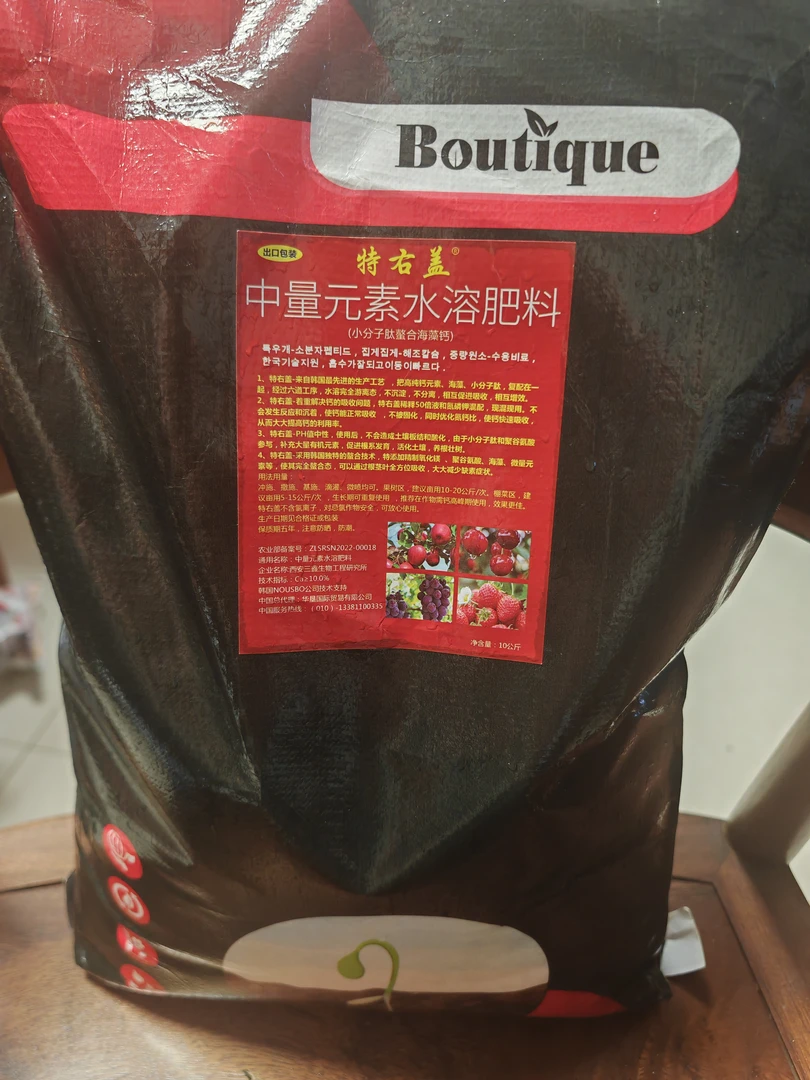 Boutique
出口包装
特右盖®
中量元素水溶肥料
(小分子肽螯合海藻钙)
특우개-소분자펩티드 , 집게집게-해조칼슘 , 중량원소-수용비료 ,
한국기술지원 , 흡수가잘되고이동이빠르다 .
1、特右盖-来自韩国最先进的生产工艺 ,把高纯钙元素、海藻、小分子肽,复配在一
起,经过六道工序,水溶完全游离态,不沉淀,不分离,相互促进吸收,相互增效。
2、特右盖-着重解决钙的吸收问题,特右盖稀释50倍液和氮磷钾混配,现混现用。不
会发生反应和沉着,使钙能正常吸收 ,不被固化,同时优化氮钙比,使钙快速吸收,
从而大大提高钙的利用率。
3、特右盖-PH值中性,使用后,不会造成土壤板结和酸化,由于小分子肽和聚谷氨酸
参与,补充大量有机元素,促进根系发育,活化土壤,养根壮树。
4、特右盖-采用韩国独特的螯合技术,特添加精制氧化镁 、聚谷氨酸、海藻、微量元
素等,使其完全螯合态,可以通过根茎叶全方位吸收,大大减少缺素症状。
用法用量:
冲施、撒施、基施、滴灌、微喷均可。果树区,建议亩用10-20公斤/次。棚菜区,建
议亩用5-15公斤/次 ,生长期可重复使用 ,推荐在作物需钙高峰期使用,效果更佳。
特右盖不含氯离子,对忌氯作物安全,可放心使用。
生产日期见合格证或包装
保质期五年,注意防晒,防潮。
农业部备案号:ZLSRSN2022-00018
通用名称:中量元素水溶肥料
企业名称:西安三鑫生物工程研究所
技术指标:Ca≥10.0%
韩国NOUSBO公司技术支持
中国总代理:华垦国际贸易有限公司
中国服务热线:(010)-13381100335
净含量:10公斤